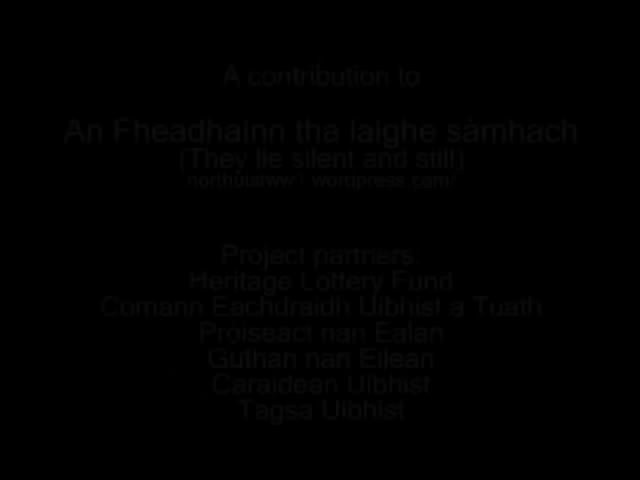 A contribution to
An Fheadhainn tha laighe sàmhach
(They lie silent and still)
northuistww1.wordpress.com/
Project partners:
Heritage Lottery Fund
Comann Eachdraidh Uibhist a Tuath
Proiseact nan Ealan
Guthan nan Eilean
Caraidean Uibhist
Tagsa Uibhist